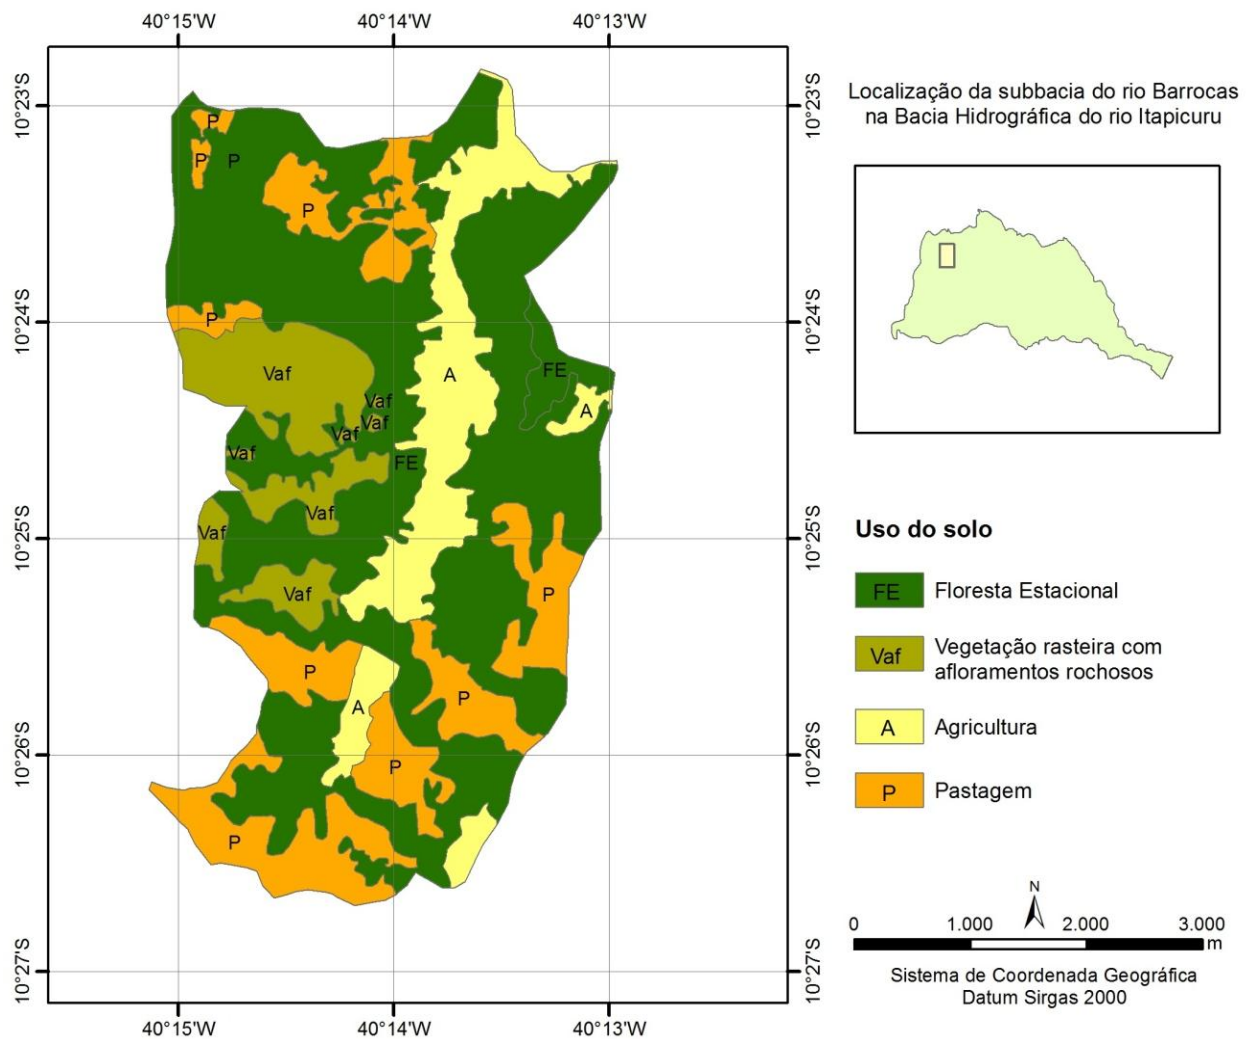 40°15'W 40°14'W 40°13'W
10°23'S 10°23'S
10°24'S 10°24'S
10°25'S 10°25'S
10°26'S 10°26'S
10°27'S 10°27'S
40°15'W 40°14'W 40°13'W
P
P P
P
P
Vaf
A
FE
Vaf
A
Vaf
Vaf
Vaf
FE
Vaf
Vaf
Vaf
P
P
P
A
P
P
Localização da subbacia do rio Barrocas
na Bacia Hidrográfica do rio Itapicuru
Uso do solo
FE Floresta Estacional
Vaf Vegetação rasteira com
afloramentos rochosos
A Agricultura
P Pastagem
N
0 1.000 2.000 3.000
m
Sistema de Coordenada Geográfica
Datum Sirgas 2000